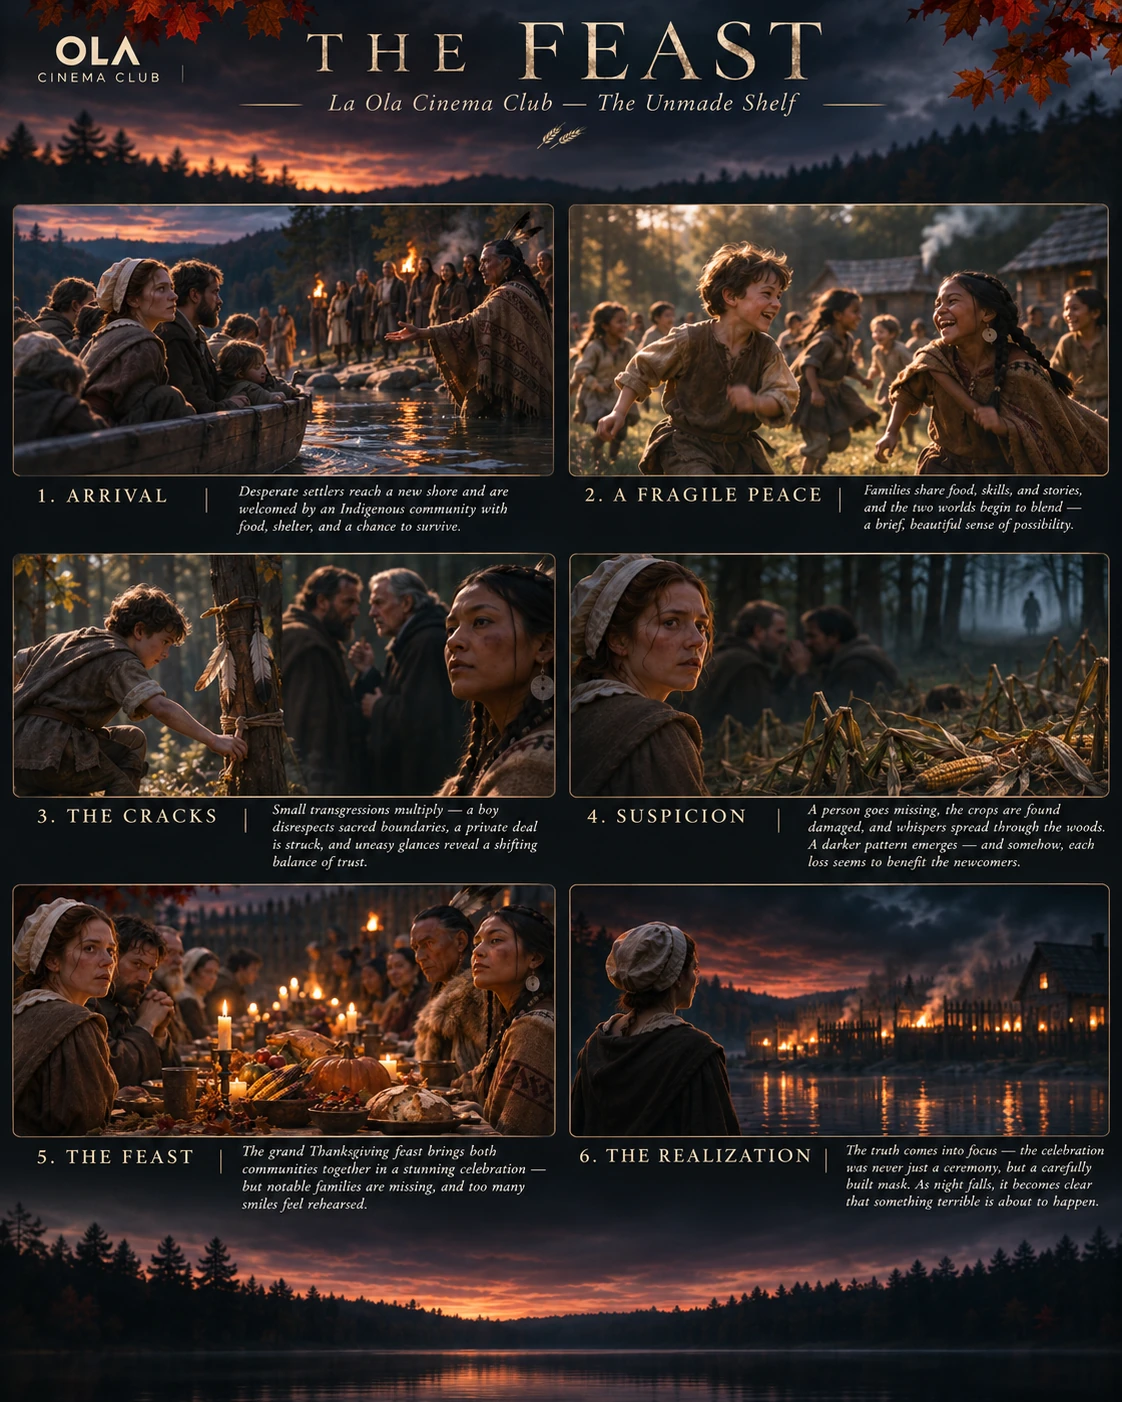 OLA
CINEMA CLUB
THE FEAST
La Ola Cinema Club — The Unmade Shelf
1. ARRIVAL
Desperate settlers reach a new shore and are
welcomed by an Indigenous community with
food, shelter, and a chance to survive.
2. A FRAGILE PEACE
Families share food, skills, and stories,
and the two worlds begin to blend —
a brief, beautiful sense of possibility.
3. THE CRACKS
Small transgressions multiply — a boy
disrespects sacred boundaries, a private deal
is struck, and uneasy glances reveal a shifting
balance of trust.
4. SUSPICION
A person goes missing, the crops are found
damaged, and whispers spread through the woods.
A darker pattern emerges — and somehow, each
loss seems to benefit the newcomers.
5. THE FEAST
The grand Thanksgiving feast brings both
communities together in a stunning celebration —
but notable families are missing, and too many
smiles feel rehearsed.
6. THE REALIZATION
The truth comes into focus — the celebration
was never just a ceremony, but a carefully
built mask. As night falls, it becomes clear
that something terrible is about to happen.